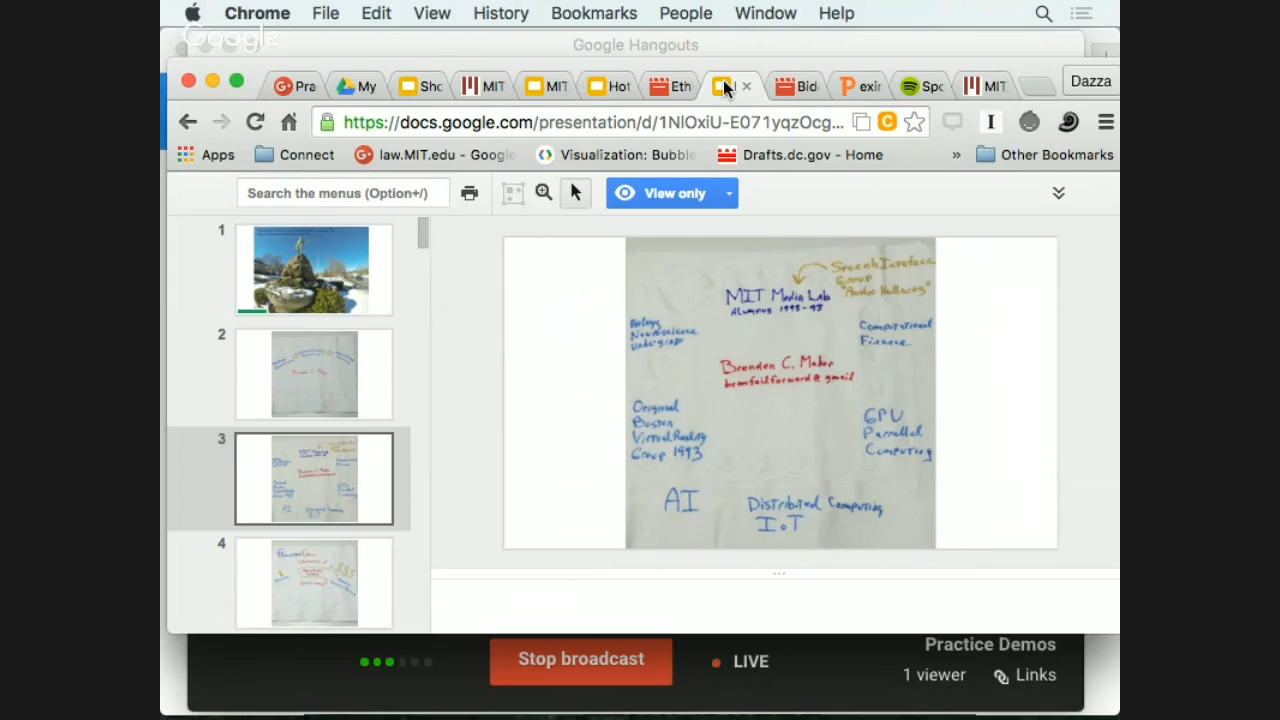 Chrome File Edit View History Bookmarks People Window Help
Google
Google Hangouts
Pra My Sho MIT MIT Hot Eth Bid exin Spo MIT Dazza
https://docs.google.com/presentation/d/1NlOxiU-E071yqzOcg...
Apps Connect law.MIT.edu - Google Visualization: Bubble Drafts.dc.gov - Home » Other Bookmarks
Search the menus (Option+/) View only
1
2
3
4
Speech Interface
Group
"Audio Hallway"
MIT Media Lab
Alumnus 1995-98
Biology
Neuroscience
Undergrad
Computational
Finance
Brenden C. Maher
Original
Boston
Virtual Reality
Group 1993
GPU
Parrallel
Computing
AI
Distributed Computing
IoT
Stop broadcast
LIVE
Practice Demos
1 viewer Links